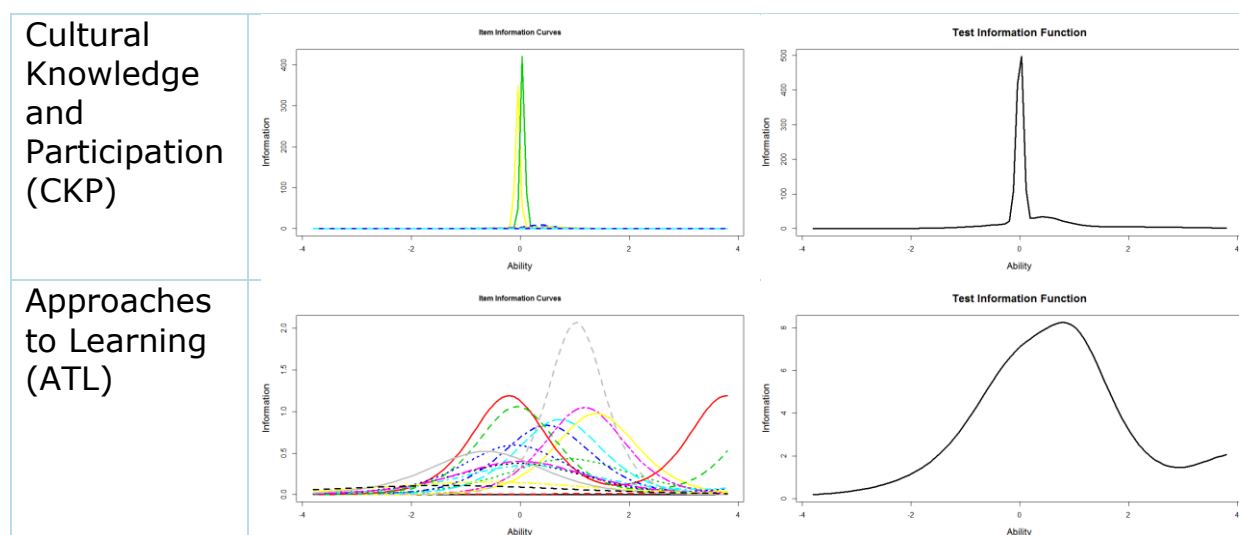 Cultural
Knowledge
and
Participation
(CKP)
Item Information Curves
Information
0
100
200
300
400
-4
-2
0
2
4
Ability
Test Information Function
Information
0
100
200
300
400
500
-4
-2
0
2
4
Ability
Approaches
to Learning
(ATL)
Item Information Curves
Information
0.0
0.5
1.0
1.5
2.0
-4
-2
0
2
4
Ability
Test Information Function
Information
0
2
4
6
8
-4
-2
0
2
4
Ability